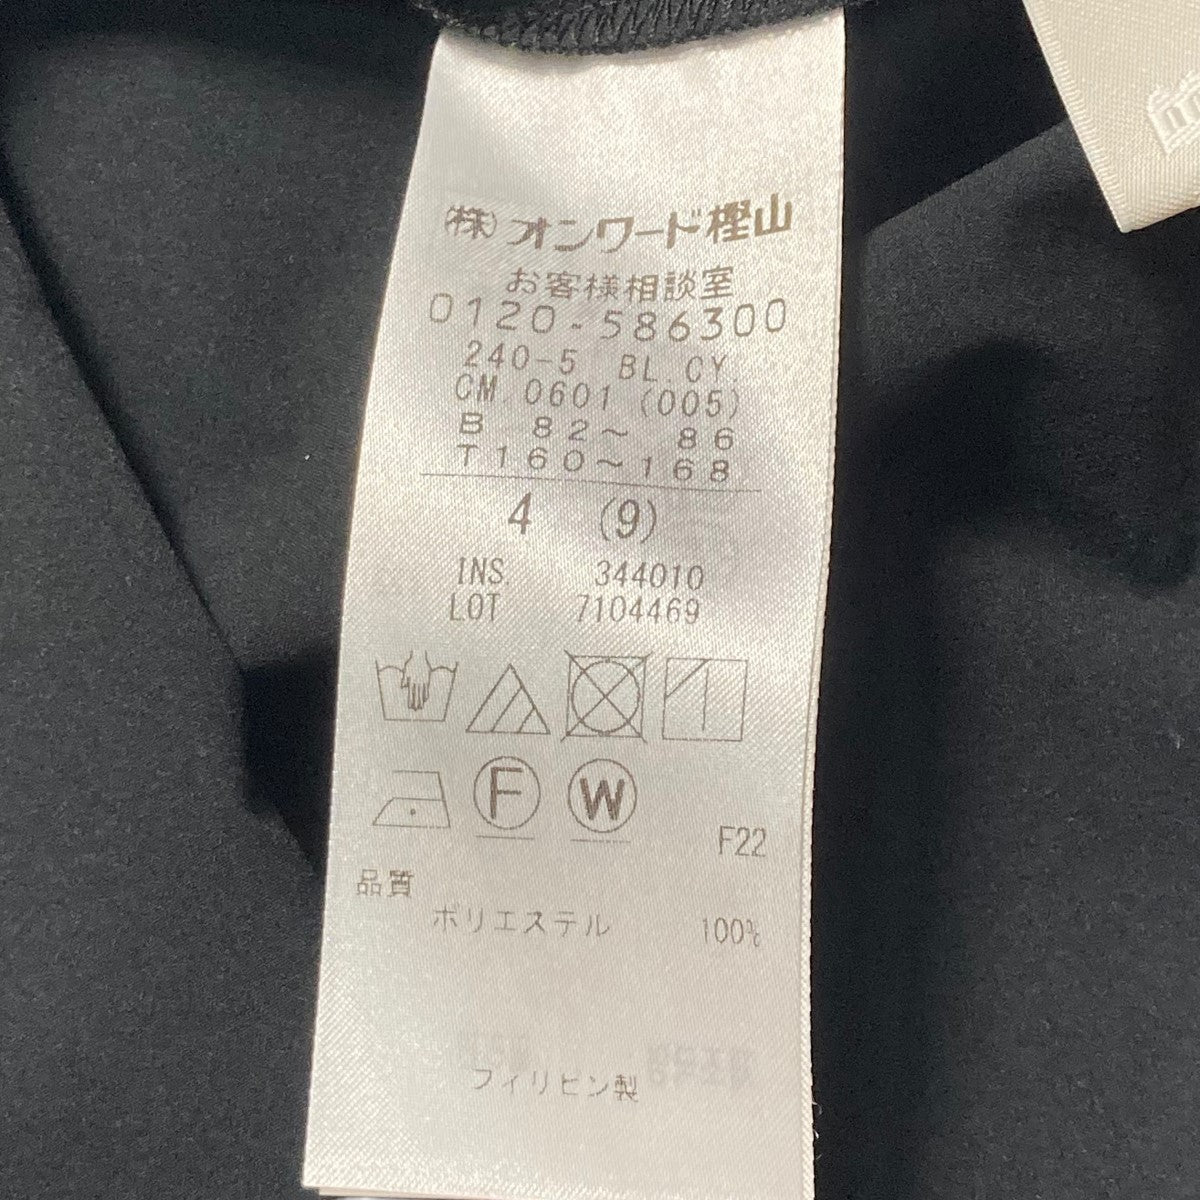 (株)オンワード樫山
お客様相談室
0120-586300
240-5 BL.CY.
CM.0601 (005)
B 82～ 86
T160～168
4 (9)
INS. 344010
LOT 7104469
F W
F22
品質
ポリエステル 100%
フィリピン製